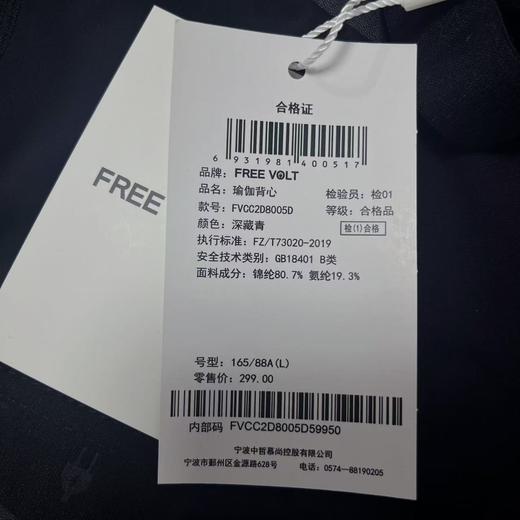 FREE
合格证
6 931981 400517
品牌: FREE VOLT
品名: 瑜伽背心 检验员: 检01
款号: FVCC2D8005D 等级: 合格品
颜色: 深藏青 检(1)合格
执行标准: FZ/T73020-2019
安全技术类别: GB18401 B类
面料成分: 锦纶80.7% 氨纶19.3%
号型: 165/88A(L)
零售价: 299.00
内部码 FVCC2D8005D59950
宁波中哲慕尚控股有限公司
宁波市鄞州区金源路628号 电话: 0574-88190205